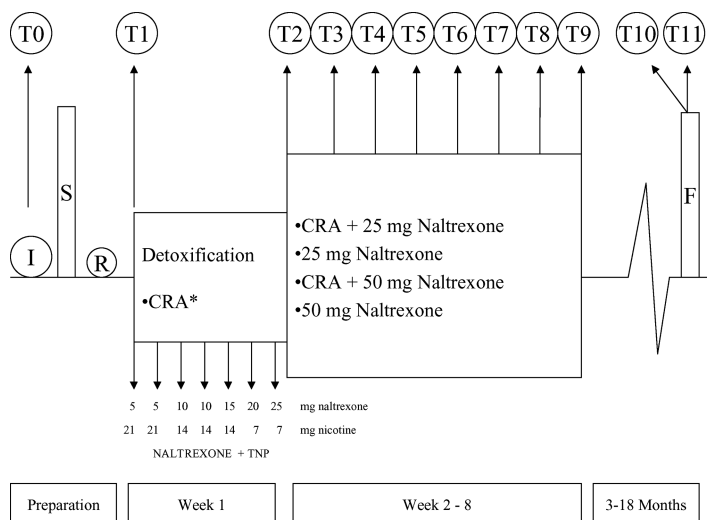 T0 T1 T2 T3 T4 T5 T6 T7 T8 T9 T10 T11
S
F
I
R
Detoxification
•CRA*
•CRA + 25 mg Naltrexone
•25 mg Naltrexone
•CRA + 50 mg Naltrexone
•50 mg Naltrexone
5 5 10 10 15 20 25 mg naltrexone
21 21 14 14 14 7 7 mg nicotine
NALTREXONE + TNP
Preparation
Week 1
Week 2 - 8
3-18 Months